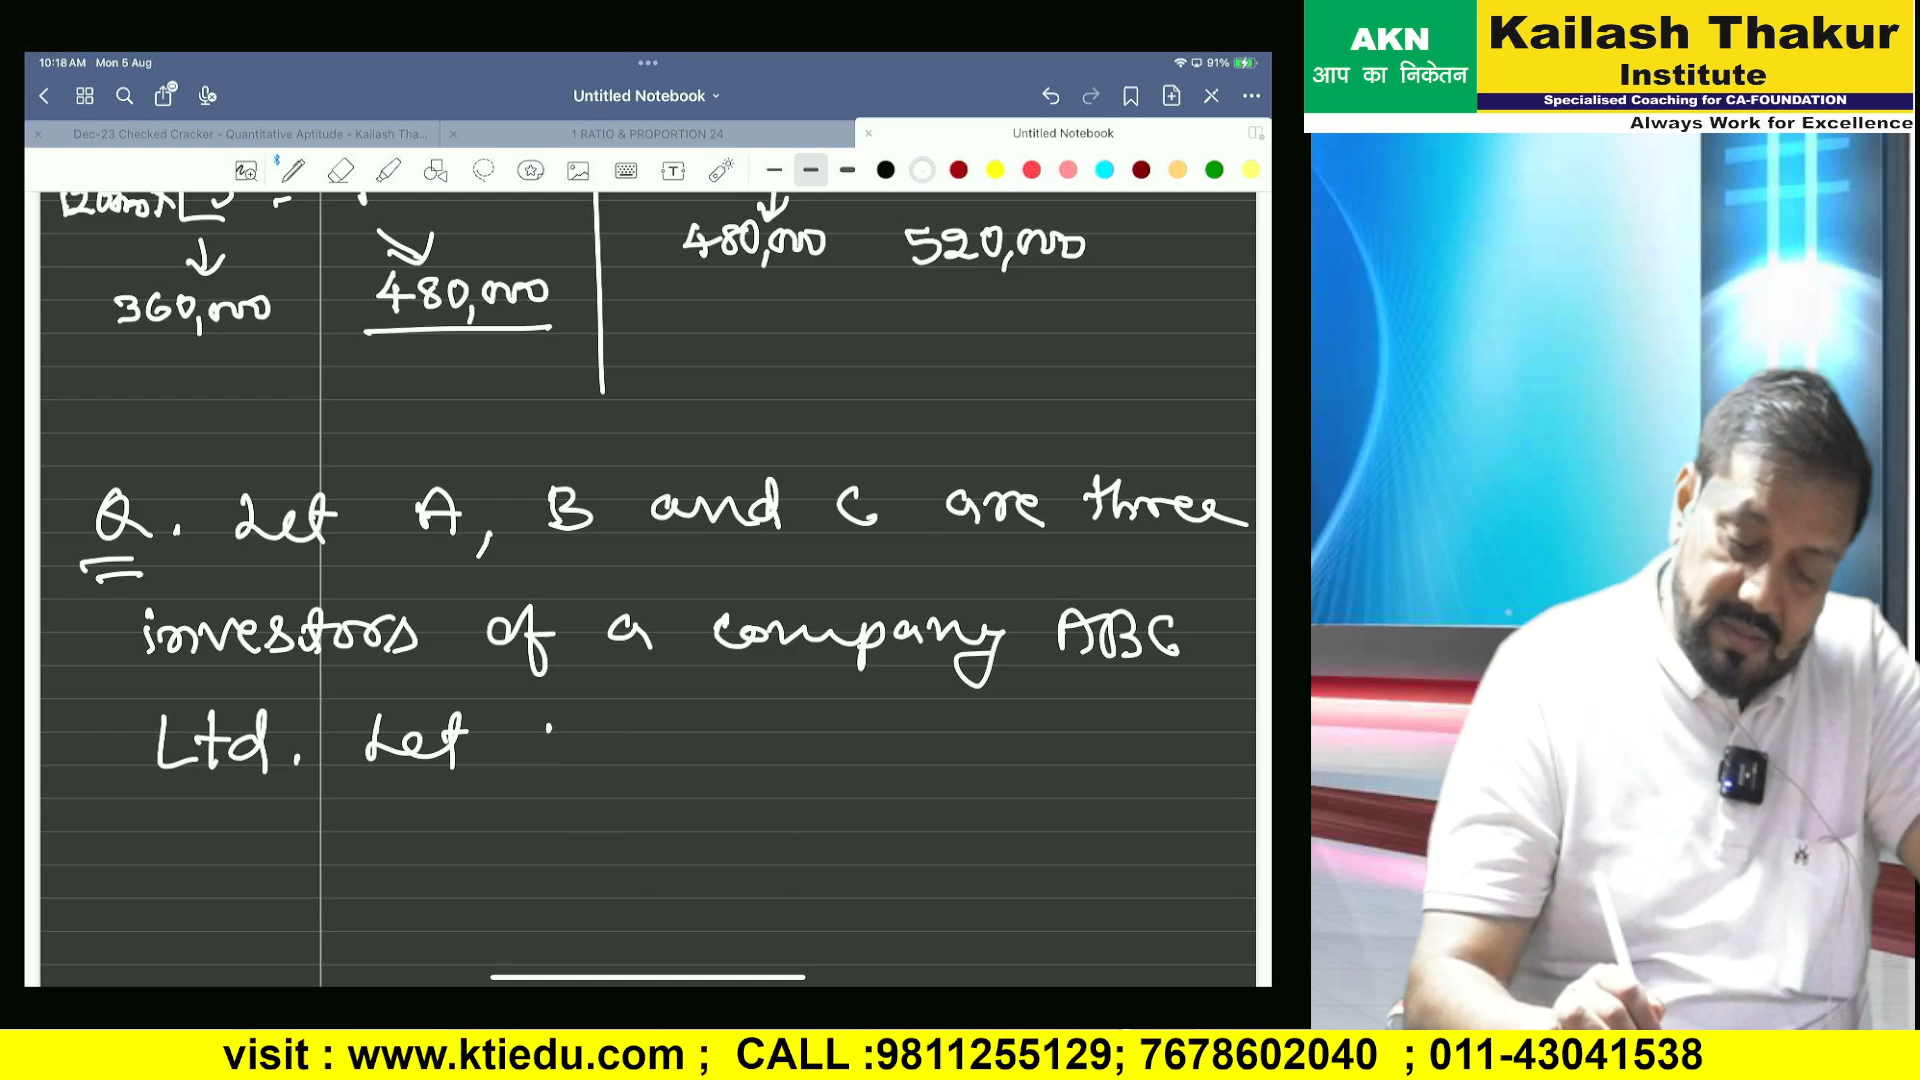 10:18 AM Mon 5 Aug
91%
Untitled Notebook
Dec-23 Checked Cracker - Quantitative Aptitude - Kailash Tha...
1 RATIO & PROPORTION 24
Untitled Notebook
T
480,000 520,000
360,000 480,000
Q. Let A, B and C are three
investors of a company ABC
Ltd. Let
AKN
आप का निकेतन
Kailash Thakur
Institute
Specialised Coaching for CA-FOUNDATION
Always Work for Excellence
visit : www.ktiedu.com ; CALL :9811255129; 7678602040 ; 011-43041538